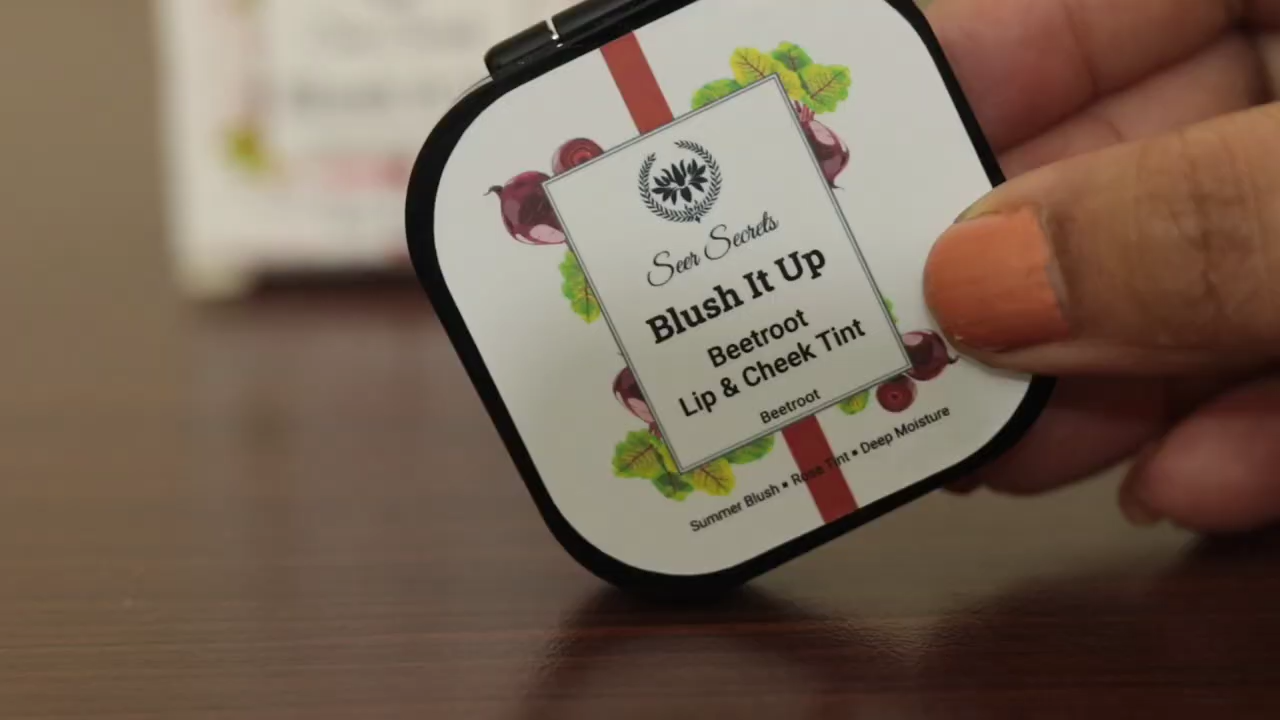 Seer Secrets
Blush It Up
Beetroot
Lip & Cheek Tint
Beetroot
Summer Blush • Rose Tint • Deep Moisture